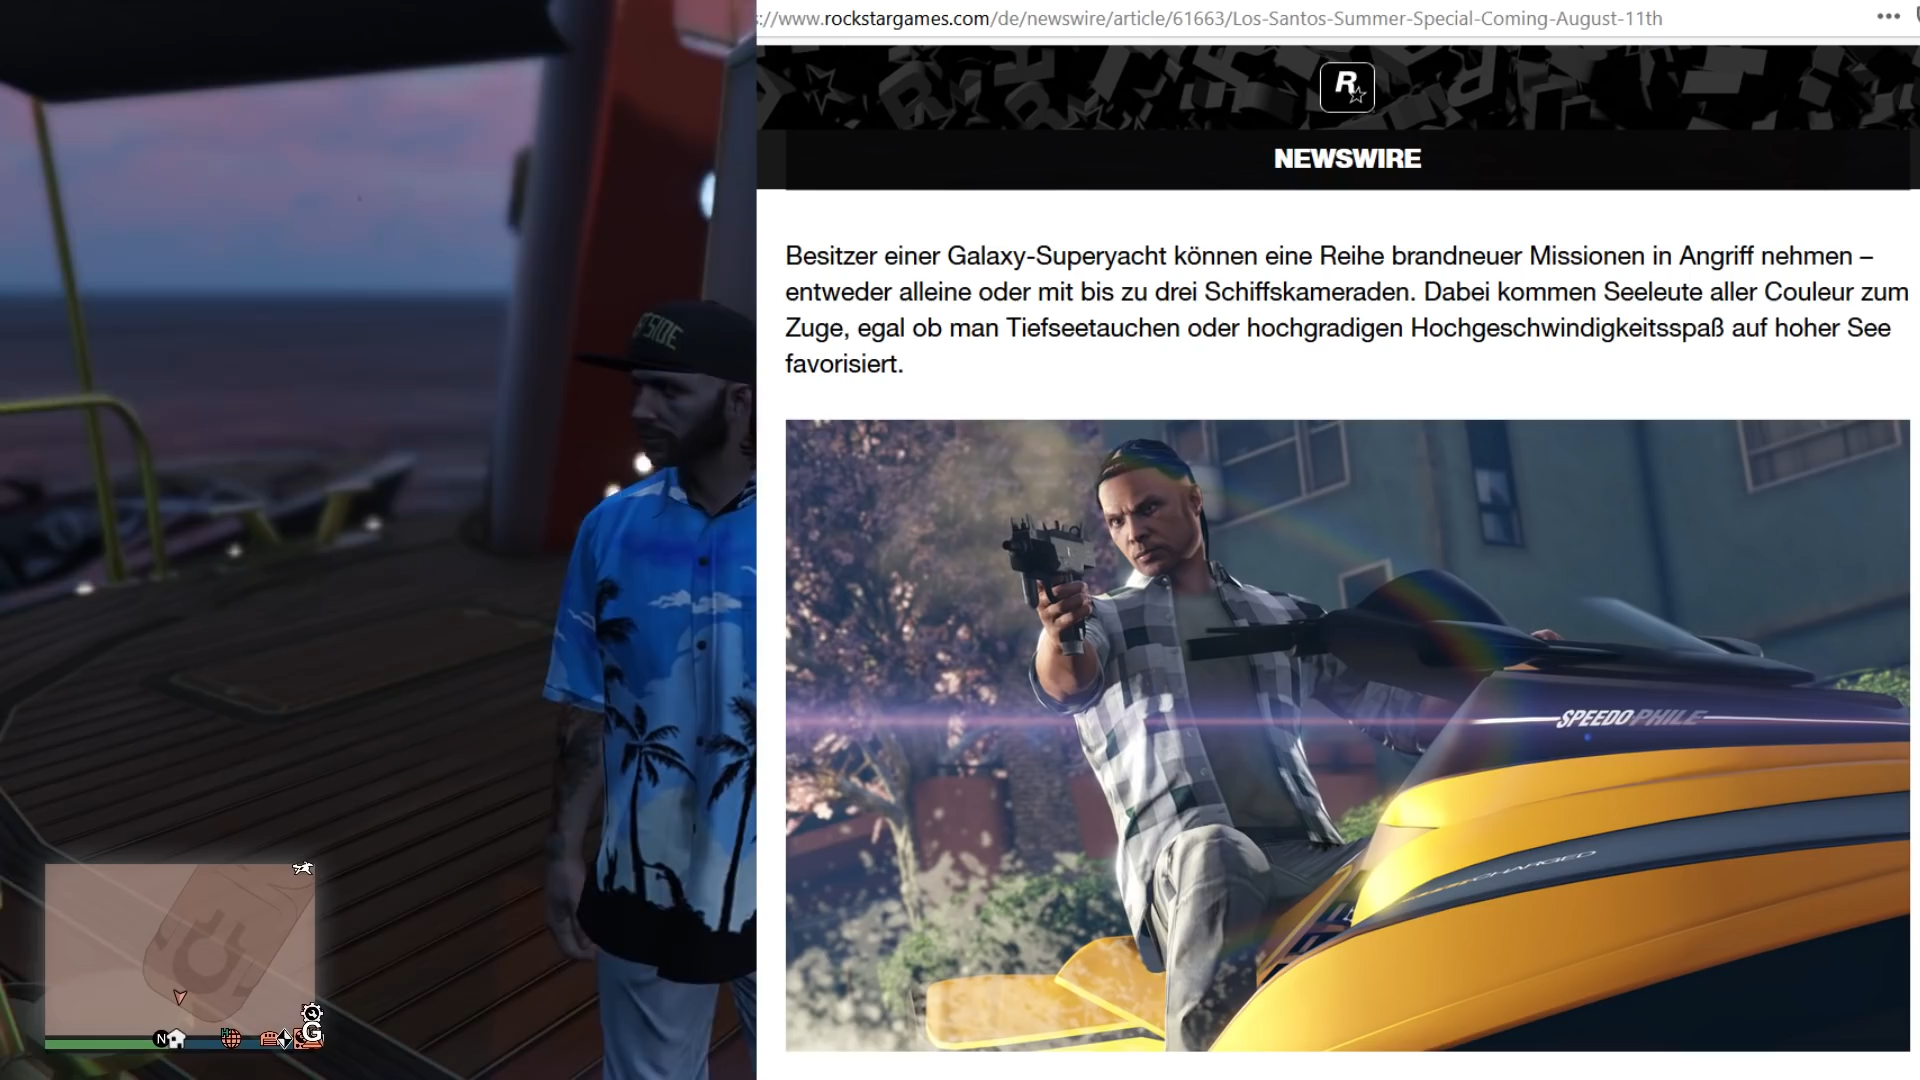 ://www.rockstargames.com/de/newswire/article/61663/Los-Santos-Summer-Special-Coming-August-11th
R
NEWSWIRE
Besitzer einer Galaxy-Superyacht können eine Reihe brandneuer Missionen in Angriff nehmen –
entweder alleine oder mit bis zu drei Schiffskameraden. Dabei kommen Seeleute aller Couleur zum
Zuge, egal ob man Tiefseetauchen oder hochgradigen Hochgeschwindigkeitsspaß auf hoher See
favorisiert.
SPEEDOPHILE
N
G